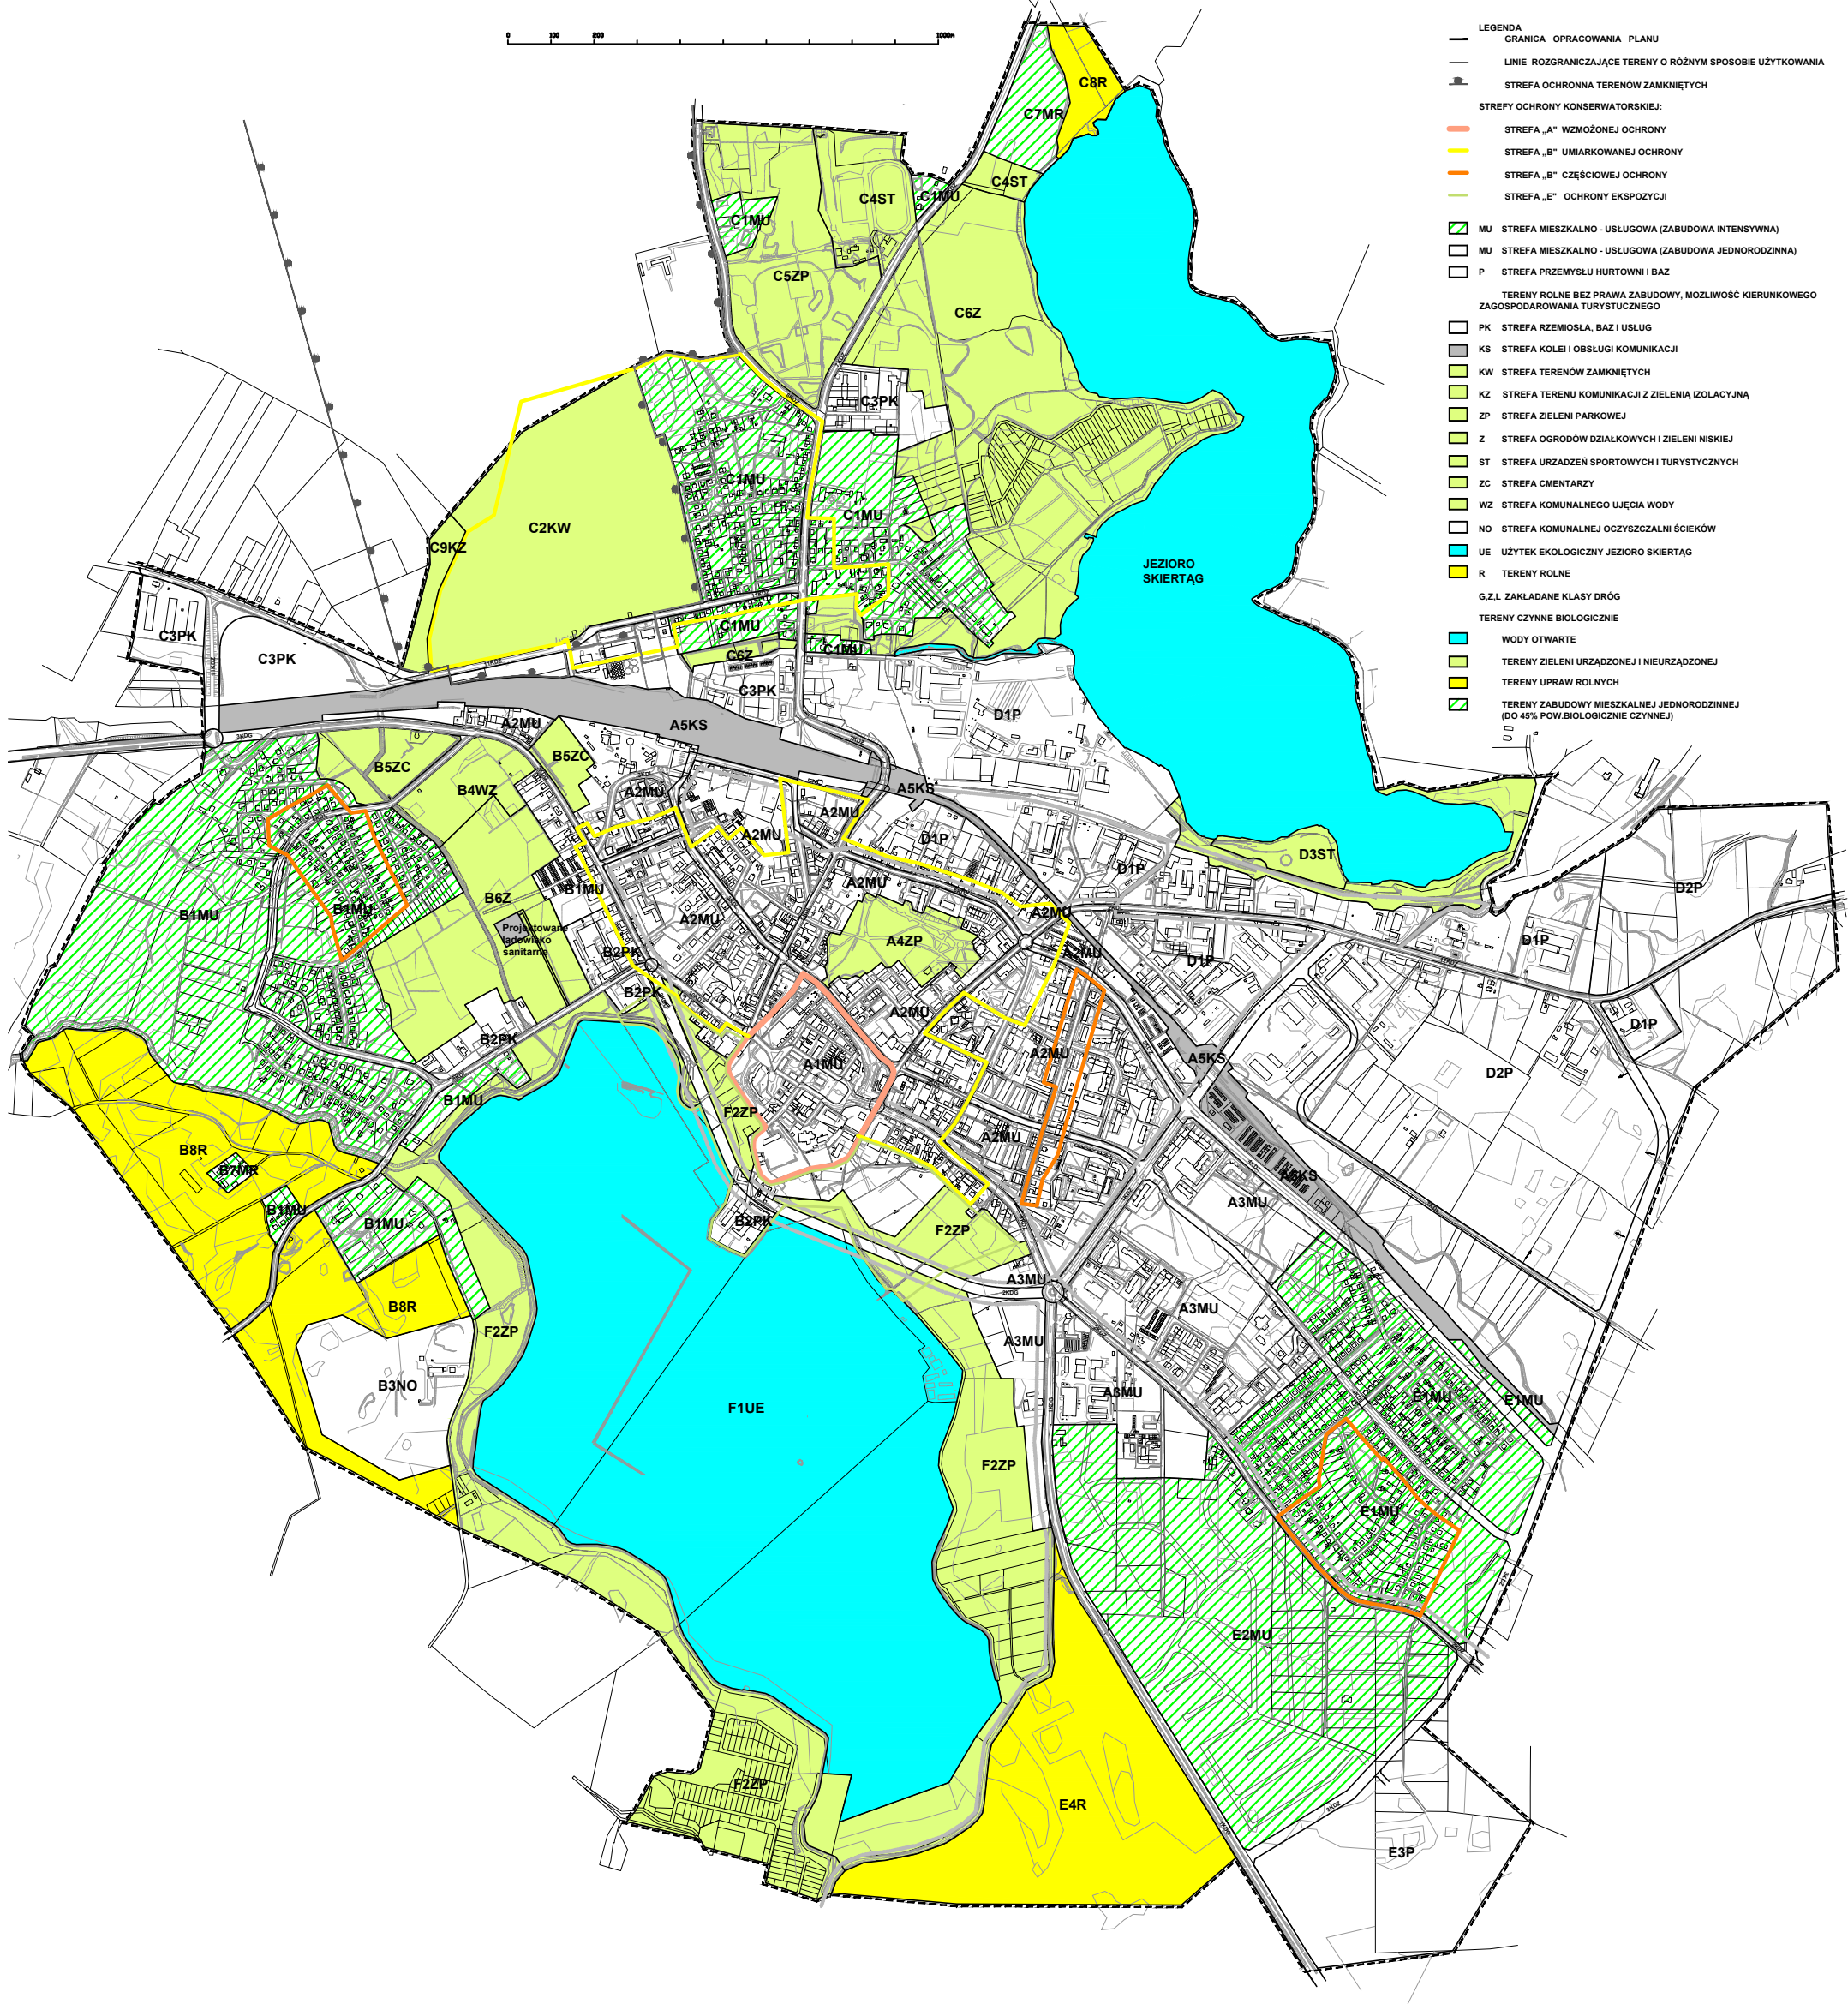 0 100 200 1000m
LEGENDA
GRANICA OPRACOWANIA PLANU
LINIE ROZGRANICZAJĄCE TERENY O RÓŻNYM SPOSOBIE UŻYTKOWANIA
STREFA OCHRONNA TERENÓW ZAMKNIĘTYCH
STREFY OCHRONY KONSERWATORSKIEJ:
STREFA „A" WZMOŻONEJ OCHRONY
STREFA „B" UMIARKOWANEJ OCHRONY
STREFA „B" CZĘŚCIOWEJ OCHRONY
STREFA „E" OCHRONY EKSPOZYCJI
MU STREFA MIESZKALNO - USŁUGOWA (ZABUDOWA INTENSYWNA)
MU STREFA MIESZKALNO - USŁUGOWA (ZABUDOWA JEDNORODZINNA)
P STREFA PRZEMYSŁU HURTOWNI I BAZ
TERENY ROLNE BEZ PRAWA ZABUDOWY, MOZLIWOŚĆ KIERUNKOWEGO
ZAGOSPODAROWANIA TURYSTUCZNEGO
PK STREFA RZEMIOSŁA, BAZ I USŁUG
KS STREFA KOLEI I OBSŁUGI KOMUNIKACJI
KW STREFA TERENÓW ZAMKNIĘTYCH
KZ STREFA TERENU KOMUNIKACJI Z ZIELENIĄ IZOLACYJNĄ
ZP STREFA ZIELENI PARKOWEJ
Z STREFA OGRODÓW DZIAŁKOWYCH I ZIELENI NISKIEJ
ST STREFA URZADZEŃ SPORTOWYCH I TURYSTYCZNYCH
ZC STREFA CMENTARZY
WZ STREFA KOMUNALNEGO UJĘCIA WODY
NO STREFA KOMUNALNEJ OCZYSZCZALNI ŚCIEKÓW
UE UŻYTEK EKOLOGICZNY JEZIORO SKIERTĄG
R TERENY ROLNE
G,Z,L ZAKŁADANE KLASY DRÓG
TERENY CZYNNE BIOLOGICZNIE
WODY OTWARTE
TERENY ZIELENI URZĄDZONEJ I NIEURZĄDZONEJ
TERENY UPRAW ROLNYCH
TERENY ZABUDOWY MIESZKALNEJ JEDNORODZINNEJ
(DO 45% POW.BIOLOGICZNIE CZYNNEJ)
C8R
C7MR
C4ST
C4ST
C1MU
C1MU
C5ZP
C6Z
C3PK
C1MU
C1MU
C2KW
C9KZ
JEZIORO
SKIERTĄG
C3PK
C3PK
C1MU
C6Z
C1MU
C3PK
D1P
A2MU
A5KS
B5ZC
B5ZC
B4WZ
A2MU
A5KS
A2MU
A2MU
D1P
D3ST
D1P
D2P
B1MU
B1MU
B6Z
B1MU
A2MU
A2MU
A2MU
Projektowane
lądowisko
sanitarne
A4ZP
B2PK
A2MU
D1P
D1P
B2PK
A2MU
D1P
B2PK
A1MU
A2MU
A5KS
D2P
B1MU
F2ZP
A2MU
B8R
B7MR
A5KS
B1MU
B1MU
B2PK
F2ZP
A3MU
A3MU
2KDG
B8R
F2ZP
A3MU
A3MU
B3NO
F1UE
A3MU
E1MU
E1MU
F2ZP
E1MU
E2MU
F2ZP
E4R
E3P